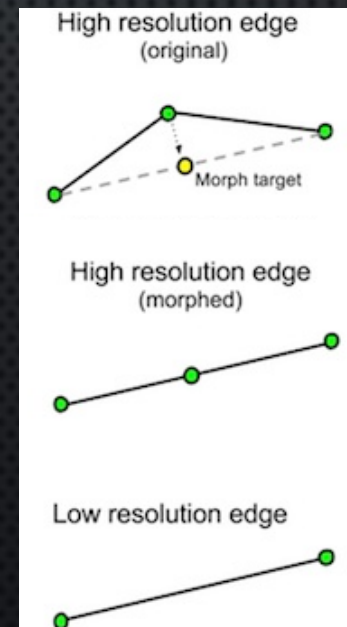 High resolution edge
(original)
Morph target
High resolution edge
(morphed)
Low resolution edge